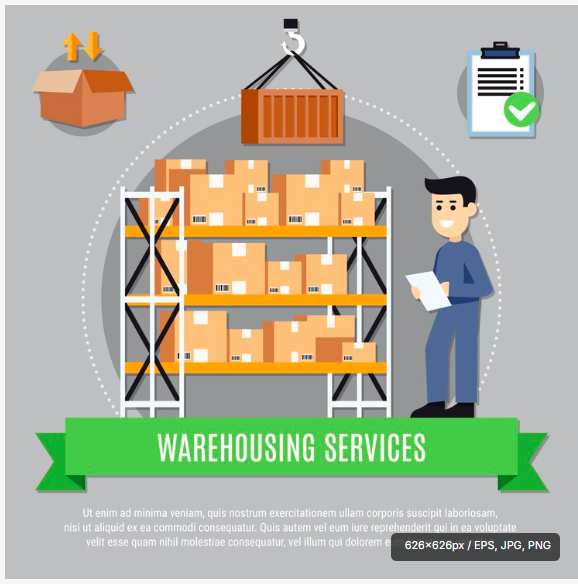 WAREHOUSING SERVICES
Ut enim ad minima veniam, quis nostrum exercitationem ullam corporis suscipit laboriosam,
nisi ut aliquid ex ea commodi consequatur. Quis autem vel eum iure reprehenderit qui in ea voluptate
velit esse quam nihil molestiae consequatur, vel illum qui dolorem
626×626px / EPS, JPG, PNG